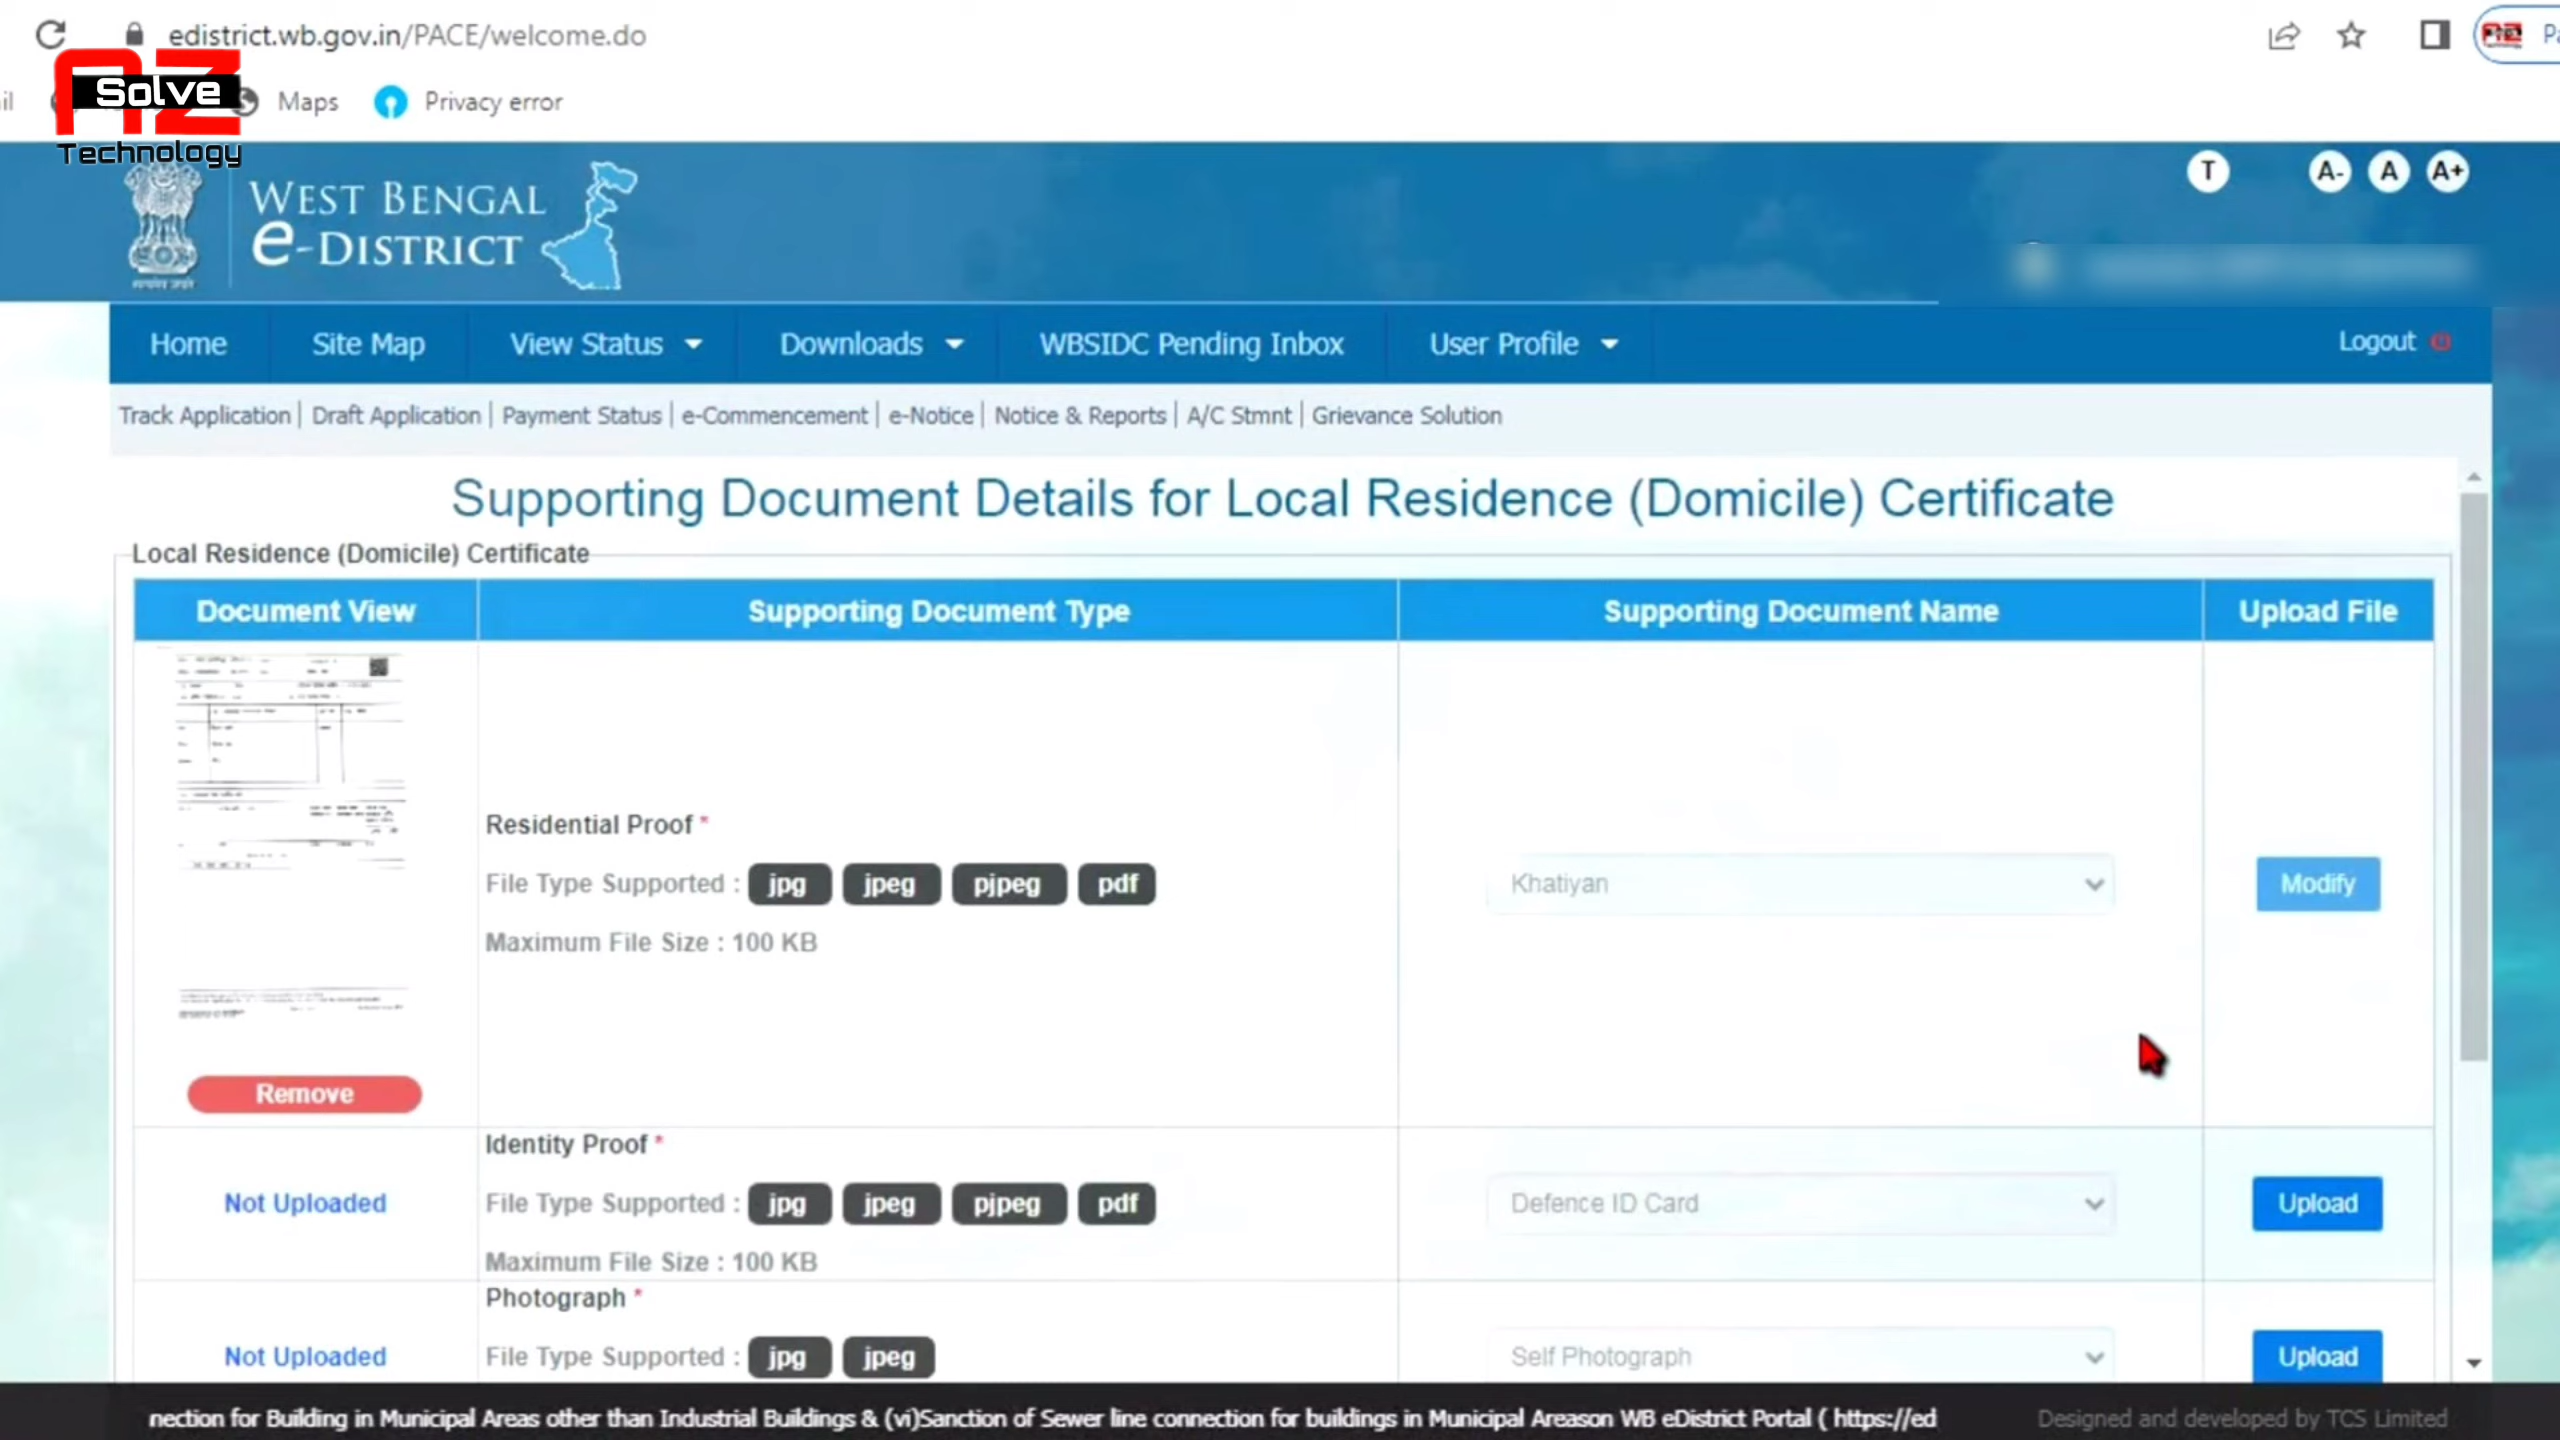 edistrict.wb.gov.in/PACE/welcome.do
AZ
Solve
Technology
Maps
Privacy error
WEST BENGAL
e-DISTRICT
T
A-
A
A+
Home
Site Map
View Status
Downloads
WBSIDC Pending Inbox
User Profile
Logout
Track Application | Draft Application | Payment Status | e-Commencement | e-Notice | Notice & Reports | A/C Stmnt | Grievance Solution
Supporting Document Details for Local Residence (Domicile) Certificate
Local Residence (Domicile) Certificate
Document View
Supporting Document Type
Supporting Document Name
Upload File
Residential Proof *
File Type Supported : jpg jpeg pjpeg pdf
Maximum File Size : 100 KB
Khatiyan
Modify
Remove
Identity Proof *
Not Uploaded
File Type Supported : jpg jpeg pjpeg pdf
Maximum File Size : 100 KB
Defence ID Card
Upload
Photograph *
Not Uploaded
File Type Supported : jpg jpeg
Self Photograph
Upload
nection for Building in Municipal Areas other than Industrial Buildings & (vi)Sanction of Sewer line connection for buildings in Municipal Areason WB eDistrict Portal ( https://ed
Designed and developed by TCS Limited